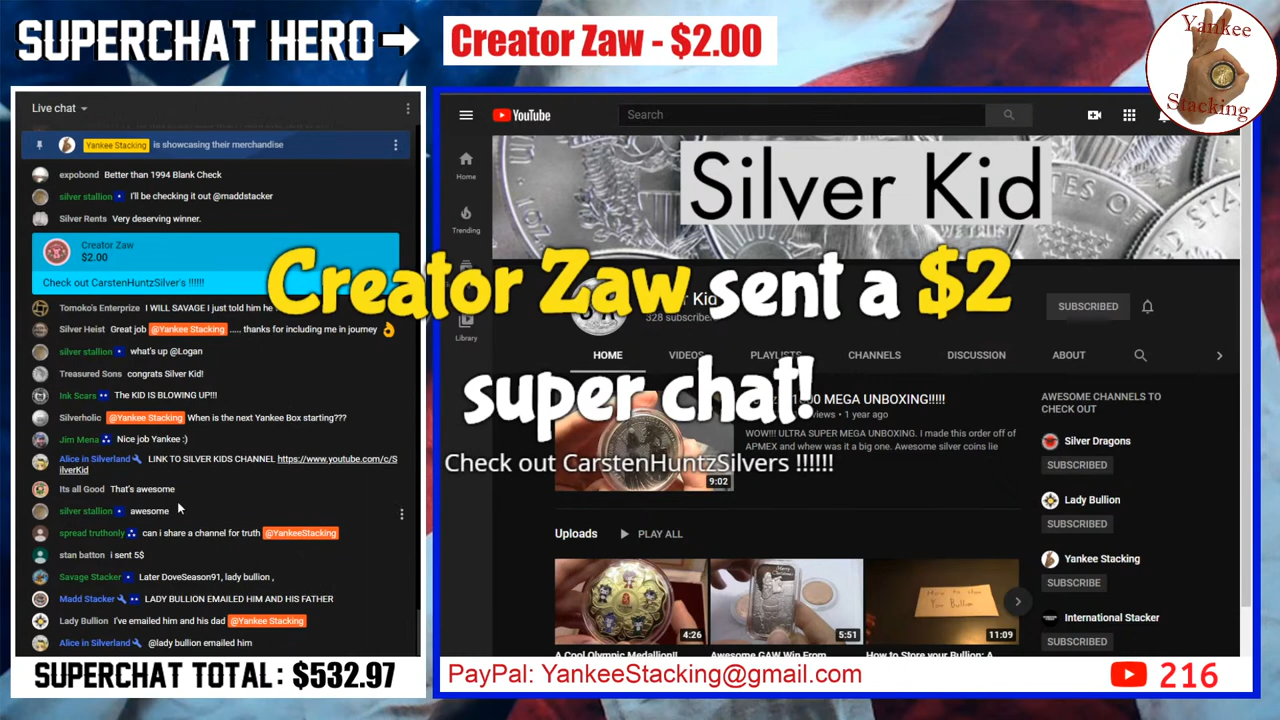 SUPERCHAT HERO
Creator Zaw - $2.00
Yankee
Stacking
Live chat
Yankee Stacking is showcasing their merchandise
expobond Better than 1994 Blank Check
silver stallion I'll be checking it out @maddstacker
Silver Rents Very deserving winner.
Creator Zaw
$2.00
Check out CarstenHuntzSilver's !!!!!!
Tomoko's Enterprize I WILL SAVAGE I just told him he
Silver Heist Great job @Yankee Stacking ..... thanks for including me in journey 👌
silver stallion what's up @Logan
Treasured Sons congrats Silver Kid!
Ink Scars The KID IS BLOWING UP!!!
Silverholic @Yankee Stacking When is the next Yankee Box starting???
Jim Mena Nice job Yankee :)
Alice in Silverland LINK TO SILVER KIDS CHANNEL https://www.youtube.com/c/S
ilverKid
Its all Good That's awesome
silver stallion awesome
spread truthonly can i share a channel for truth @YankeeStacking
stan batton i sent 5$
Savage Stacker Later DoveSeason91, lady bullion ,
Madd Stacker LADY BULLION EMAILED HIM AND HIS FATHER
Lady Bullion I've emailed him and his dad @Yankee Stacking
Alice in Silverland @lady bullion emailed him
SUPERCHAT TOTAL: $532.97
YouTube
Search
Home
Trending
Library
Silver Kid
Creator Zaw sent a $2
super chat!
Check out CarstenHuntzSilvers !!!!!!
328
SUBSCRIBED
HOME
VIDEOS
PLAYLISTS
CHANNELS
DISCUSSION
ABOUT
MEGA UNBOXING!!!!!
views • 1 year ago
WOW!!! ULTRA SUPER MEGA UNBOXING. I made this order off of
APMEX and whew was it a big one. Awesome silver coins lie
9:02
AWESOME CHANNELS TO
CHECK OUT
Silver Dragons
SUBSCRIBED
Lady Bullion
SUBSCRIBED
Yankee Stacking
SUBSCRIBE
International Stacker
SUBSCRIBED
Uploads
PLAY ALL
4:26
5:51
11:09
A Cool Olympic Medallion!!
Awesome GAW Win From
How to Store your Bullion: A
PayPal: YankeeStacking@gmail.com
216